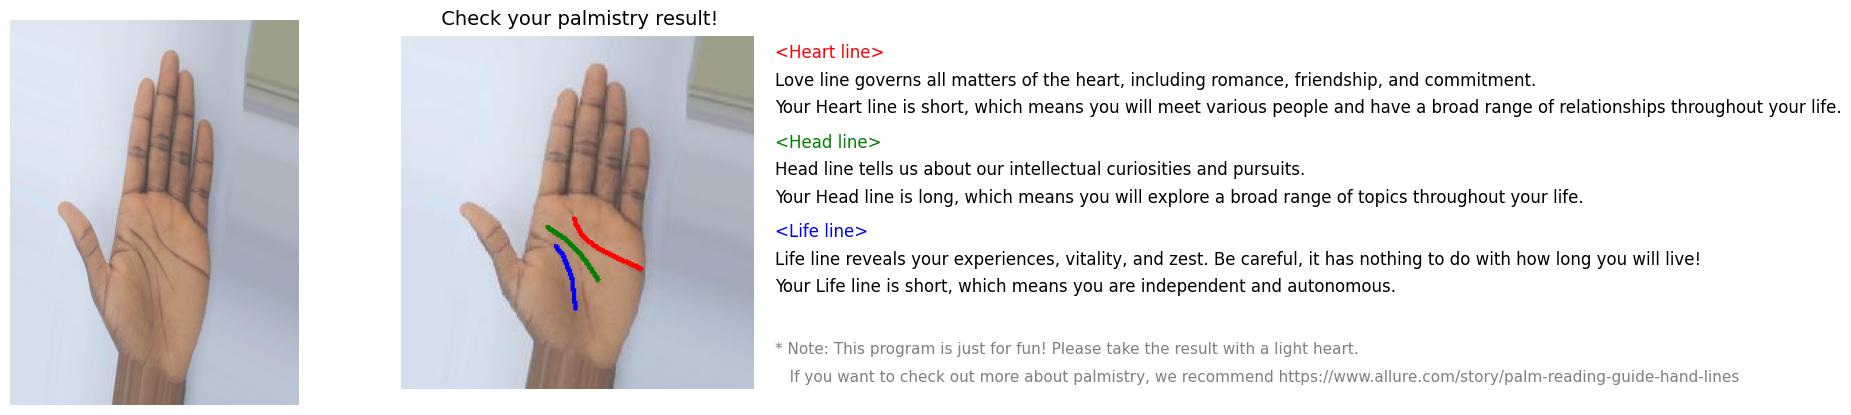 Check your palmistry result!
<Heart line>
Love line governs all matters of the heart, including romance, friendship, and commitment.
Your Heart line is short, which means you will meet various people and have a broad range of relationships throughout your life.
<Head line>
Head line tells us about our intellectual curiosities and pursuits.
Your Head line is long, which means you will explore a broad range of topics throughout your life.
<Life line>
Life line reveals your experiences, vitality, and zest. Be careful, it has nothing to do with how long you will live!
Your Life line is short, which means you are independent and autonomous.
* Note: This program is just for fun! Please take the result with a light heart.
If you want to check out more about palmistry, we recommend https://www.allure.com/story/palm-reading-guide-hand-lines